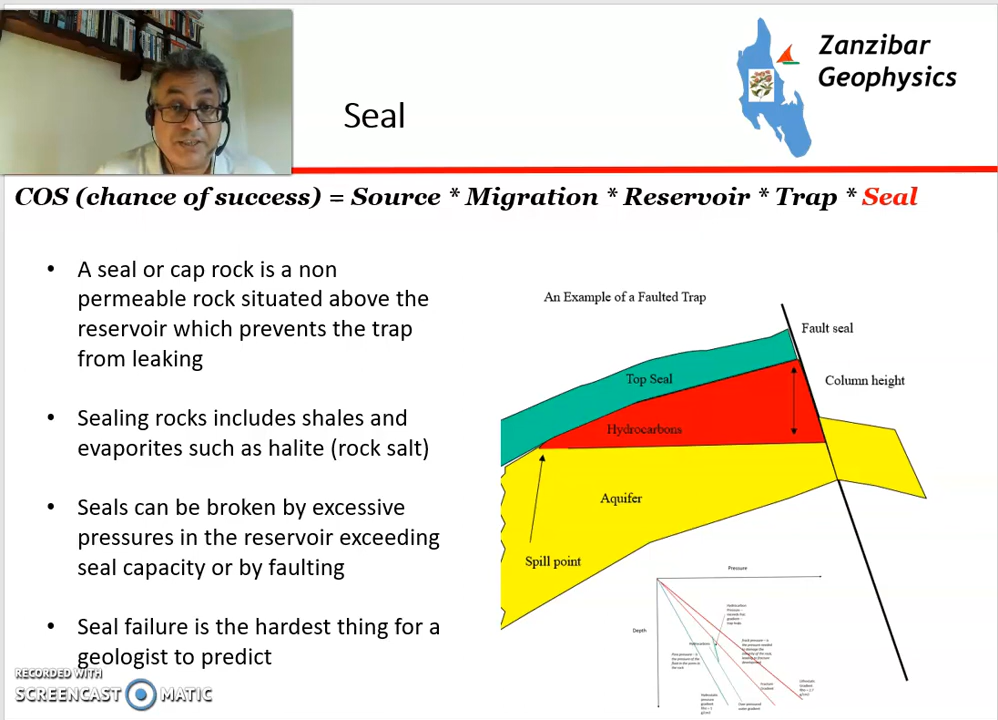 Zanzibar
Geophysics
Seal
COS (chance of success) = Source * Migration * Reservoir * Trap * Seal
• A seal or cap rock is a non
permeable rock situated above the
reservoir which prevents the trap
from leaking
• Sealing rocks includes shales and
evaporites such as halite (rock salt)
• Seals can be broken by excessive
pressures in the reservoir exceeding
seal capacity or by faulting
• Seal failure is the hardest thing for a
geologist to predict
An Example of a Faulted Trap
Fault seal
Top Seal
Column height
Hydrocarbons
Aquifer
Spill point
Pressure
Depth
RECORDED WITH
SCREENCAST MATIC